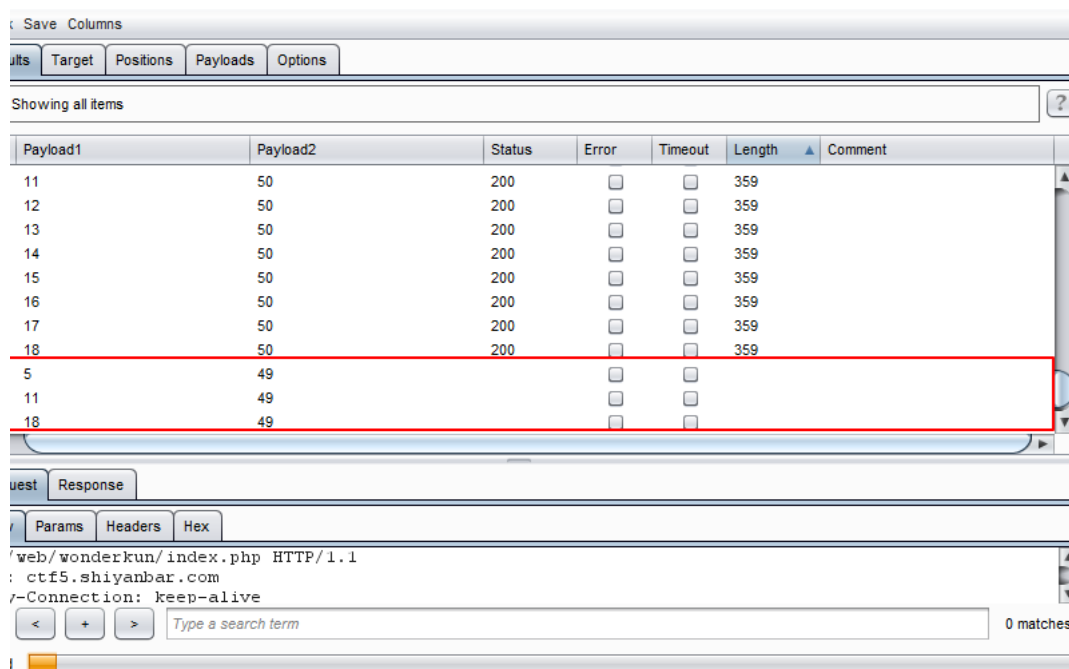 Save Columns
Target Positions Payloads Options
Showing all items
?
Payload1 Payload2 Status Error Timeout Length Comment
11 50 200 359
12 50 200 359
13 50 200 359
14 50 200 359
15 50 200 359
16 50 200 359
17 50 200 359
18 50 200 359
5 49
11 49
18 49
uest Response
Params Headers Hex
/web/wonderkun/index.php HTTP/1.1
: ctf5.shiyanbar.com
y-Connection: keep-alive
< + > Type a search term 0 matches